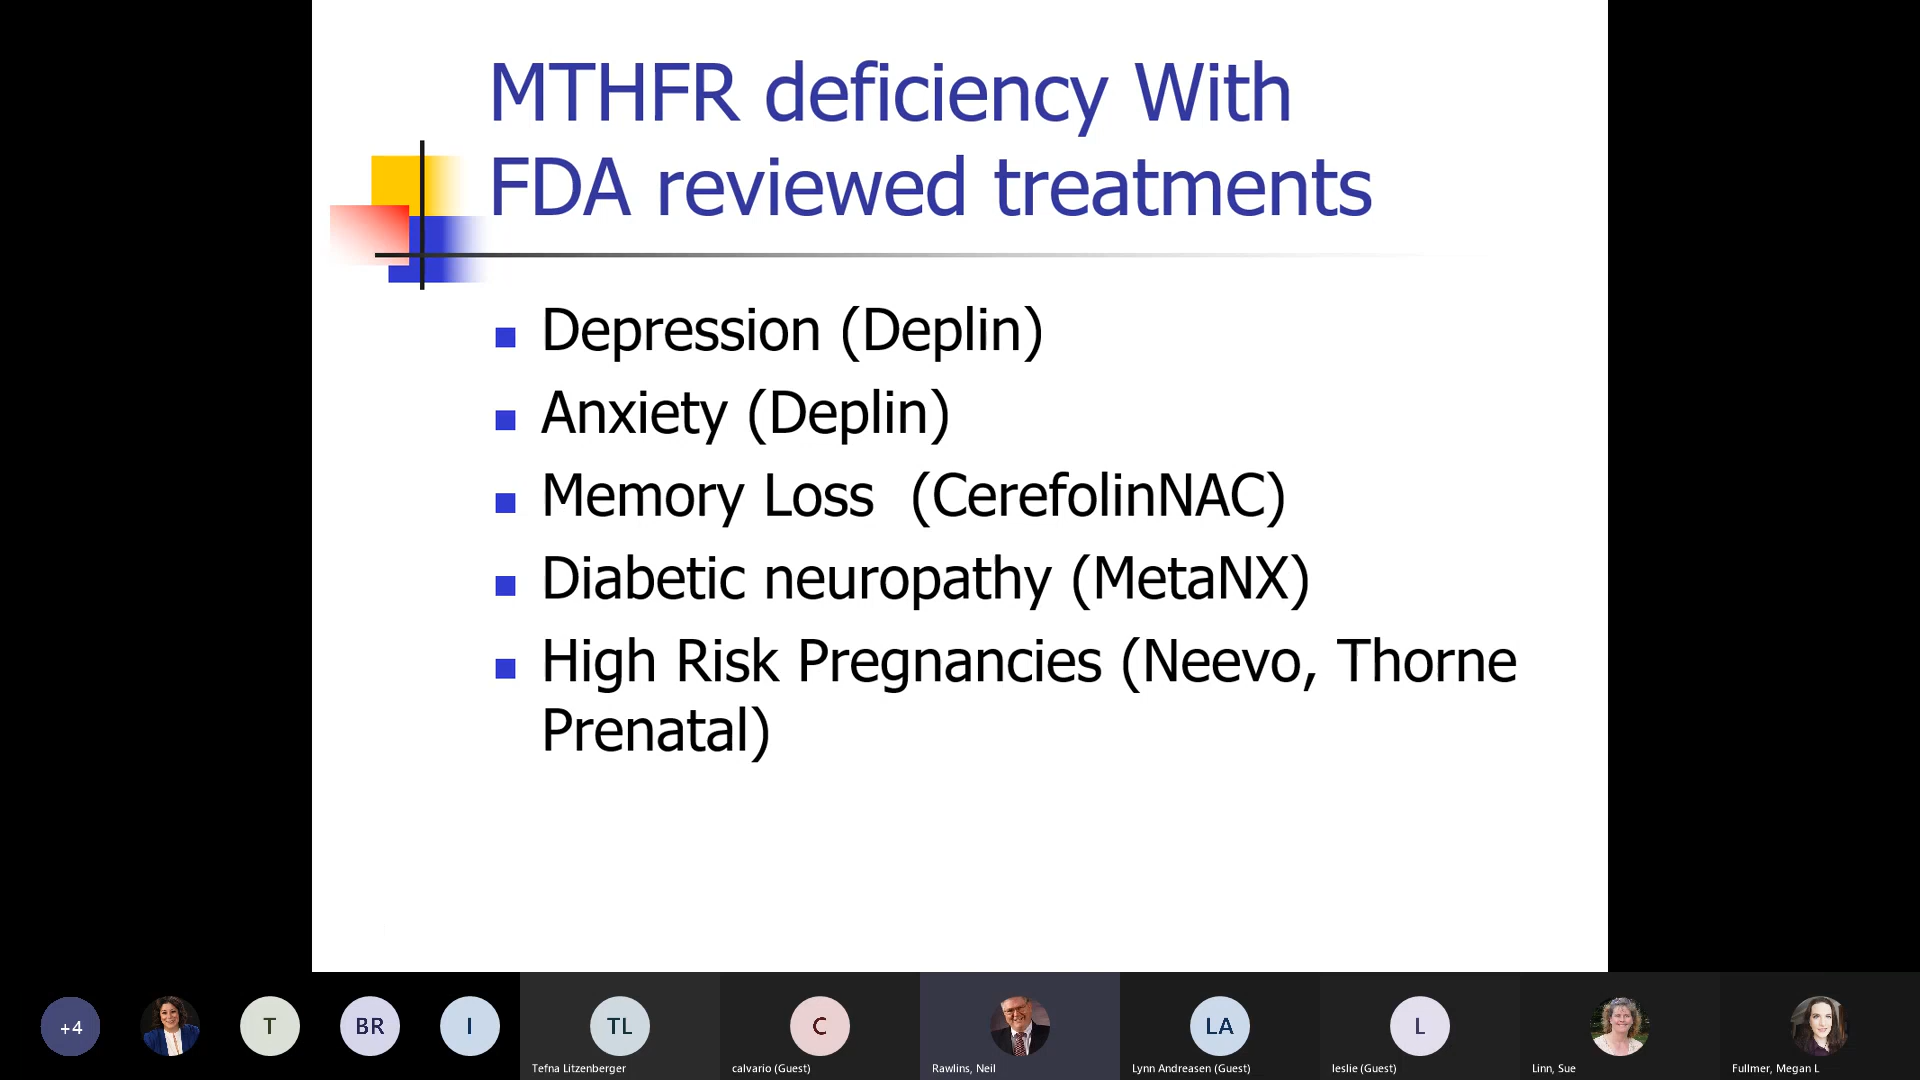 MTHFR deficiency With
FDA reviewed treatments
Depression (Deplin)
Anxiety (Deplin)
Memory Loss  (CerefolinNAC)
Diabetic neuropathy (MetaNX)
High Risk Pregnancies (Neevo, Thorne
Prenatal)
+4
T
BR
I
TL
C
LA
L
Tefna Litzenberger
calvario (Guest)
Rawlins, Neil
Lynn Andreasen (Guest)
leslie (Guest)
Linn, Sue
Fullmer, Megan L